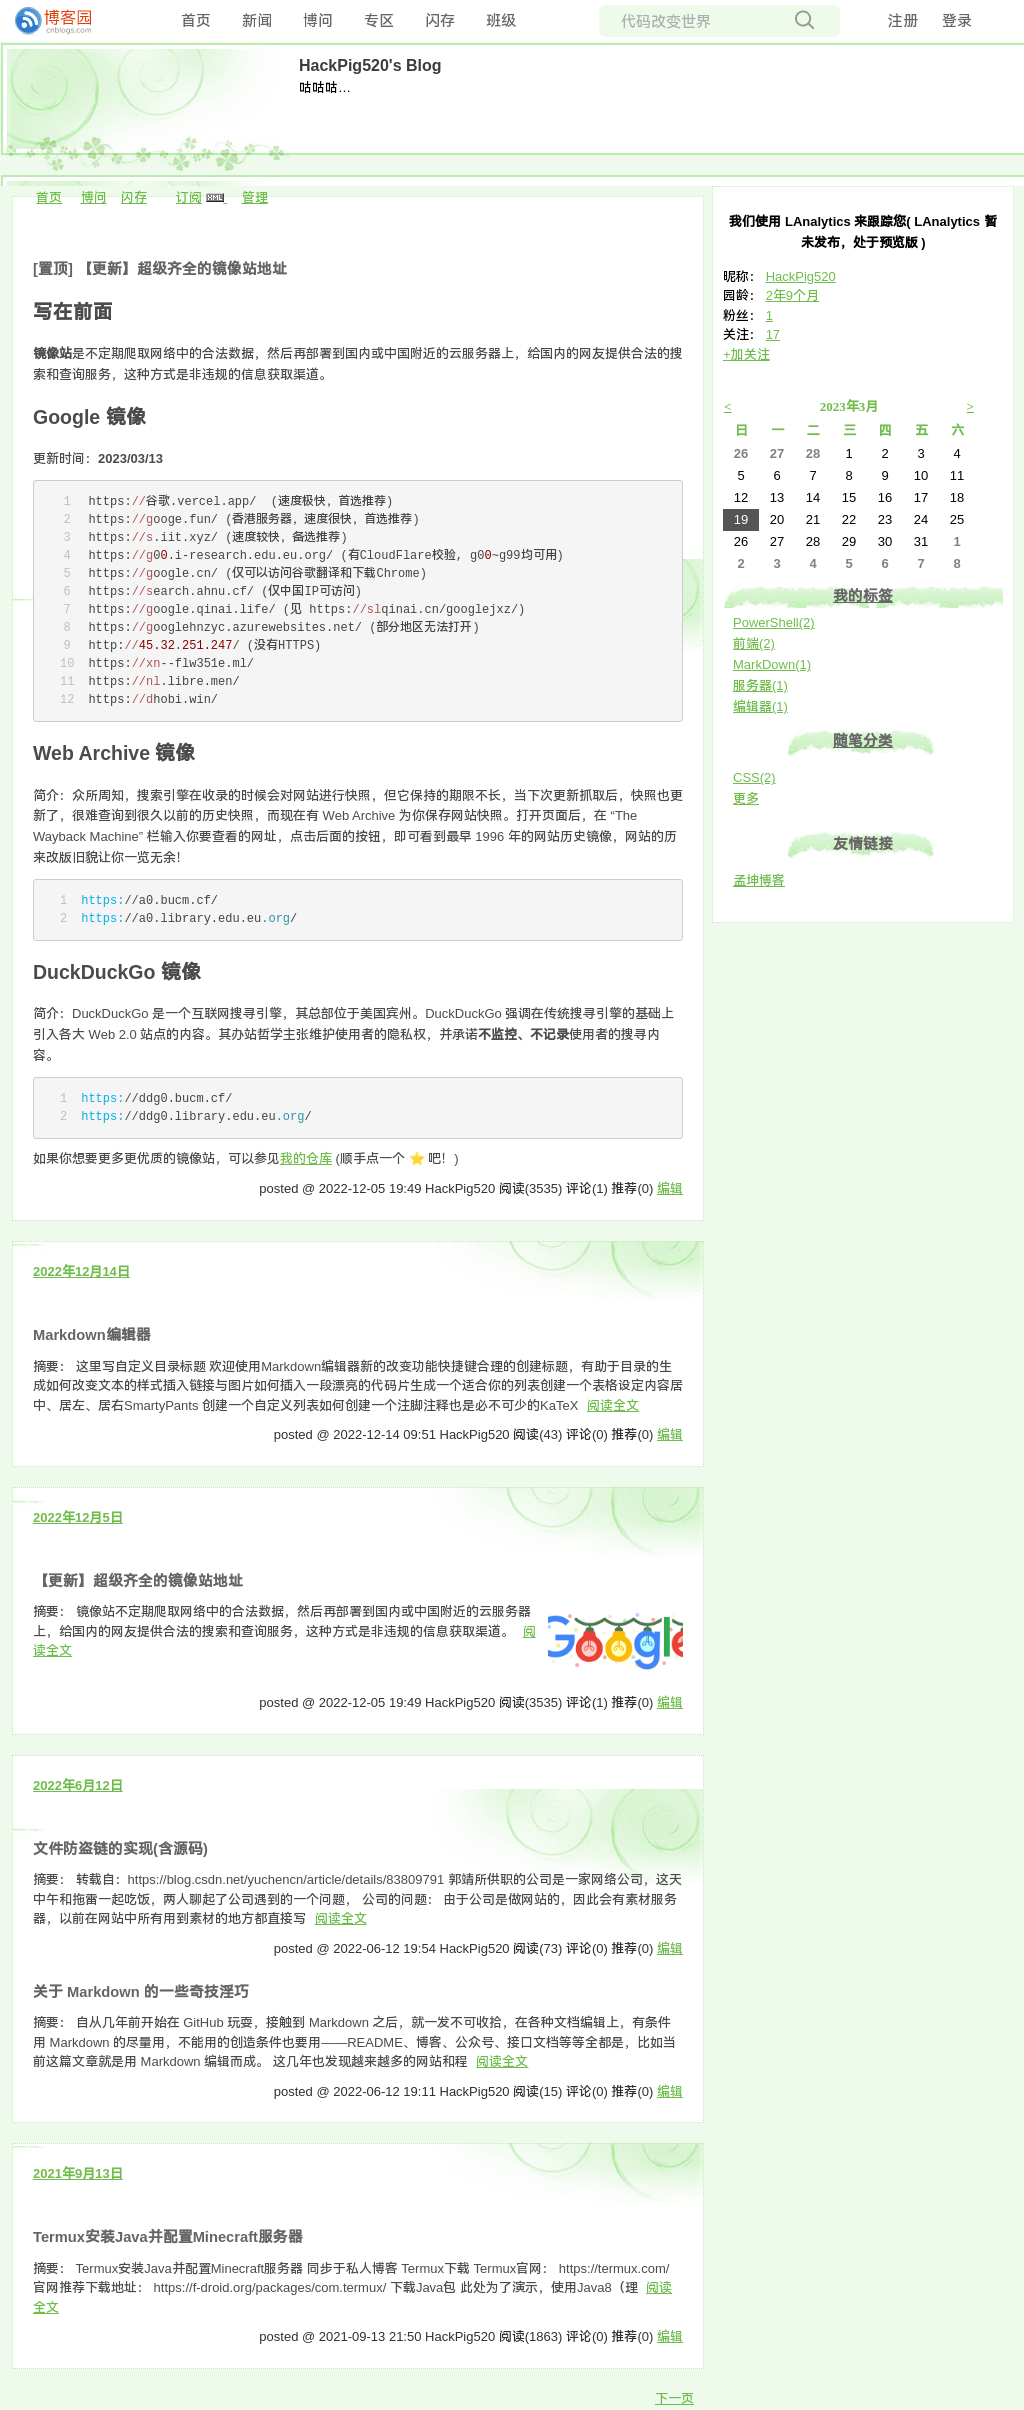 博客园
cnblogs.com
首页 新闻 博问 专区 闪存 班级 代码改变世界 注册 登录
HackPig520's Blog
咕咕咕…
首页 博问 闪存 订阅 XML 管理
[置顶] 【更新】超级齐全的镜像站地址
写在前面
镜像站是不定期爬取网络中的合法数据，然后再部署到国内或中国附近的云服务器上，给国内的网友提供合法的搜
索和查询服务，这种方式是非违规的信息获取渠道。
Google 镜像
更新时间：2023/03/13
1 https://谷歌.vercel.app/ (速度极快，首选推荐)
2 https://googe.fun/ (香港服务器，速度很快，首选推荐)
3 https://s.iit.xyz/ (速度较快，备选推荐)
4 https://g00.i-research.edu.eu.org/ (有CloudFlare校验，g00~g99均可用)
5 https://google.cn/ (仅可以访问谷歌翻译和下载Chrome)
6 https://search.ahnu.cf/ (仅中国IP可访问)
7 https://google.qinai.life/ (见 https://slqinai.cn/googlejxz/)
8 https://googlehnzyc.azurewebsites.net/ (部分地区无法打开)
9 http://45.32.251.247/ (没有HTTPS)
10 https://xn--flw351e.ml/
11 https://nl.libre.men/
12 https://dhobi.win/
Web Archive 镜像
简介：众所周知，搜索引擎在收录的时候会对网站进行快照，但它保持的期限不长，当下次更新抓取后，快照也更
新了，很难查询到很久以前的历史快照，而现在有 Web Archive 为你保存网站快照。打开页面后，在 “The
Wayback Machine” 栏输入你要查看的网址，点击后面的按钮，即可看到最早 1996 年的网站历史镜像，网站的历
来改版旧貌让你一览无余！
1 https://a0.bucm.cf/
2 https://a0.library.edu.eu.org/
DuckDuckGo 镜像
简介：DuckDuckGo 是一个互联网搜寻引擎，其总部位于美国宾州。DuckDuckGo 强调在传统搜寻引擎的基础上
引入各大 Web 2.0 站点的内容。其办站哲学主张维护使用者的隐私权，并承诺不监控、不记录使用者的搜寻内
容。
1 https://ddg0.bucm.cf/
2 https://ddg0.library.edu.eu.org/
如果你想要更多更优质的镜像站，可以参见我的仓库 (顺手点一个 ⭐ 吧！)
posted @ 2022-12-05 19:49 HackPig520 阅读(3535) 评论(1) 推荐(0) 编辑
2022年12月14日
Markdown编辑器
摘要： 这里写自定义目录标题 欢迎使用Markdown编辑器新的改变功能快捷键合理的创建标题，有助于目录的生
成如何改变文本的样式插入链接与图片如何插入一段漂亮的代码片生成一个适合你的列表创建一个表格设定内容居
中、居左、居右SmartyPants 创建一个自定义列表如何创建一个注脚注释也是必不可少的KaTeX 阅读全文
posted @ 2022-12-14 09:51 HackPig520 阅读(43) 评论(0) 推荐(0) 编辑
2022年12月5日
【更新】超级齐全的镜像站地址
摘要： 镜像站不定期爬取网络中的合法数据，然后再部署到国内或中国附近的云服务器
上，给国内的网友提供合法的搜索和查询服务，这种方式是非违规的信息获取渠道。 阅
读全文
Google
posted @ 2022-12-05 19:49 HackPig520 阅读(3535) 评论(1) 推荐(0) 编辑
2022年6月12日
文件防盗链的实现(含源码)
摘要： 转载自：https://blog.csdn.net/yuchencn/article/details/83809791 郭靖所供职的公司是一家网络公司，这天
中午和拖雷一起吃饭，两人聊起了公司遇到的一个问题， 公司的问题： 由于公司是做网站的，因此会有素材服务
器，以前在网站中所有用到素材的地方都直接写 阅读全文
posted @ 2022-06-12 19:54 HackPig520 阅读(73) 评论(0) 推荐(0) 编辑
关于 Markdown 的一些奇技淫巧
摘要： 自从几年前开始在 GitHub 玩耍，接触到 Markdown 之后，就一发不可收拾，在各种文档编辑上，有条件
用 Markdown 的尽量用，不能用的创造条件也要用——README、博客、公众号、接口文档等等全都是，比如当
前这篇文章就是用 Markdown 编辑而成。 这几年也发现越来越多的网站和程 阅读全文
posted @ 2022-06-12 19:11 HackPig520 阅读(15) 评论(0) 推荐(0) 编辑
2021年9月13日
Termux安装Java并配置Minecraft服务器
摘要： Termux安装Java并配置Minecraft服务器 同步于私人博客 Termux下载 Termux官网： https://termux.com/
官网推荐下载地址： https://f-droid.org/packages/com.termux/ 下载Java包 此处为了演示，使用Java8（理 阅读
全文
posted @ 2021-09-13 21:50 HackPig520 阅读(1863) 评论(0) 推荐(0) 编辑
下一页
我们使用 LAnalytics 来跟踪您( LAnalytics 暂
未发布，处于预览版 )
昵称： HackPig520
园龄： 2年9个月
粉丝： 1
关注： 17
+加关注
< 2023年3月 >
日 一 二 三 四 五 六
26 27 28 1 2 3 4
5 6 7 8 9 10 11
12 13 14 15 16 17 18
19 20 21 22 23 24 25
26 27 28 29 30 31 1
2 3 4 5 6 7 8
我的标签
PowerShell(2)
前端(2)
MarkDown(1)
服务器(1)
编辑器(1)
随笔分类
CSS(2)
更多
友情链接
孟坤博客